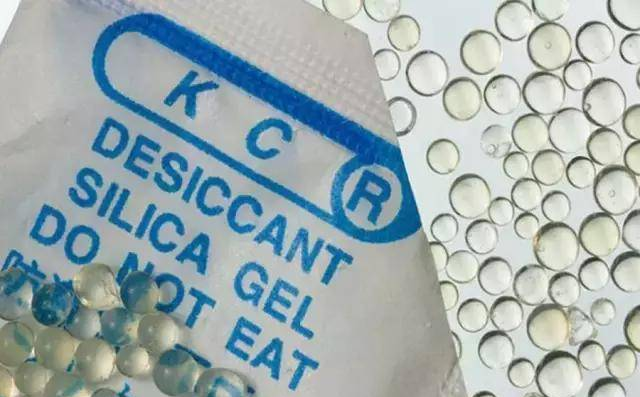 K C R
DESICCANT
SILICA GEL
DO NOT EAT